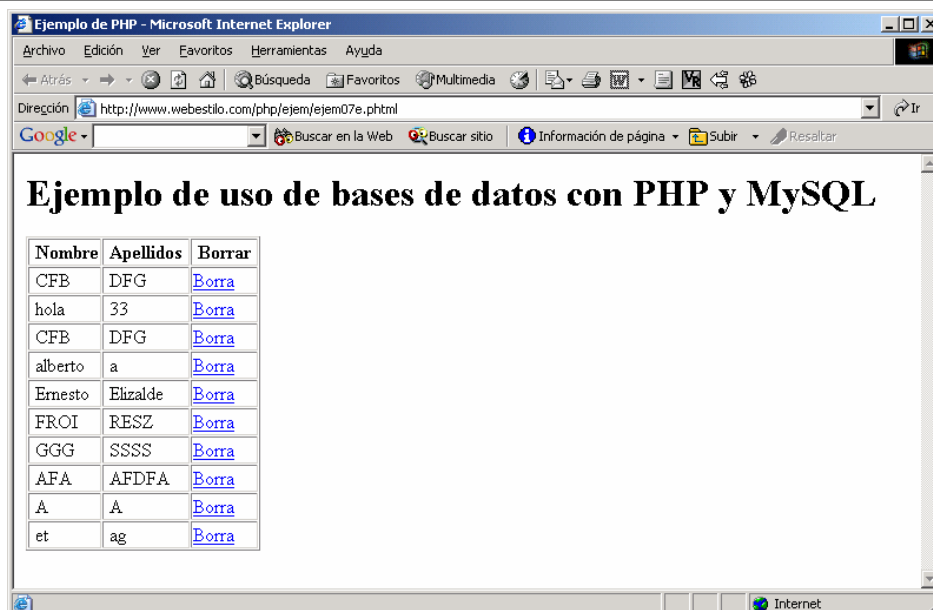 Ejemplo de PHP - Microsoft Internet Explorer
Archivo Edición Ver Favoritos Herramientas Ayuda
Atrás Búsqueda Favoritos Multimedia
Dirección http://www.webestilo.com/php/ejem/ejem07e.phtml Ir
Google Buscar en la Web Buscar sitio Información de página Subir Resaltar
Ejemplo de uso de bases de datos con PHP y MySQL
Nombre Apellidos Borrar
CFB DFG Borra
hola 33 Borra
CFB DFG Borra
alberto a Borra
Ernesto Elizalde Borra
FROI RESZ Borra
GGG SSSS Borra
AFA AFDFA Borra
A A Borra
et ag Borra
Internet